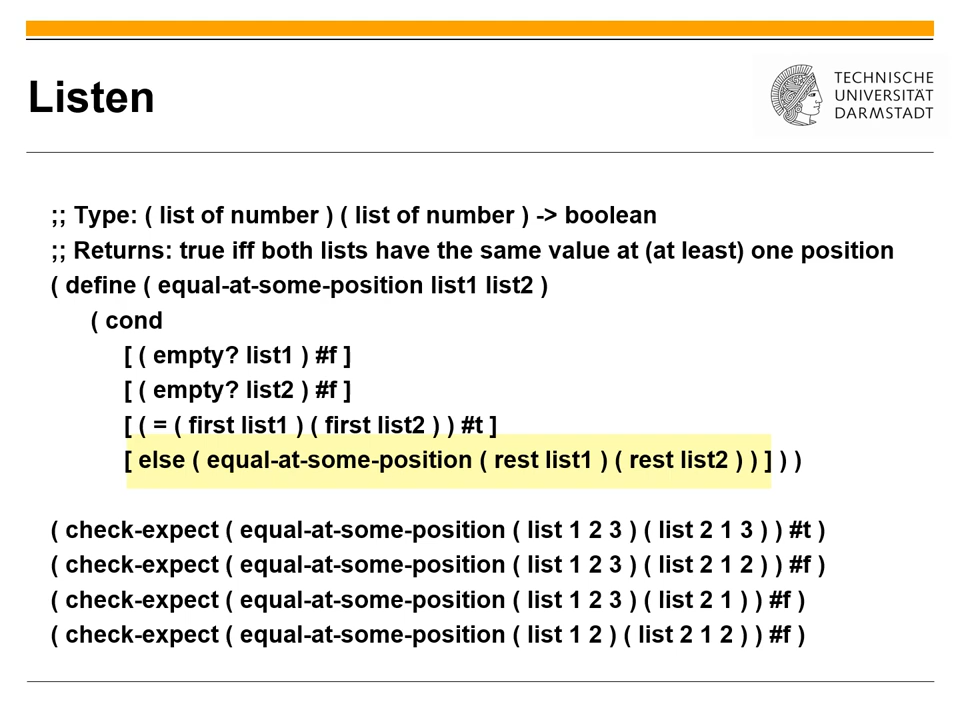 Listen
TECHNISCHE
UNIVERSITÄT
DARMSTADT
;; Type: ( list of number ) ( list of number ) -> boolean
;; Returns: true iff both lists have the same value at (at least) one position
( define ( equal-at-some-position list1 list2 )
( cond
[ ( empty? list1 ) #f ]
[ ( empty? list2 ) #f ]
[ ( = ( first list1 ) ( first list2 ) ) #t ]
[ else ( equal-at-some-position ( rest list1 ) ( rest list2 ) ) ] ) )
( check-expect ( equal-at-some-position ( list 1 2 3 ) ( list 2 1 3 ) ) #t )
( check-expect ( equal-at-some-position ( list 1 2 3 ) ( list 2 1 2 ) ) #f )
( check-expect ( equal-at-some-position ( list 1 2 3 ) ( list 2 1 ) ) #f )
( check-expect ( equal-at-some-position ( list 1 2 ) ( list 2 1 2 ) ) #f )